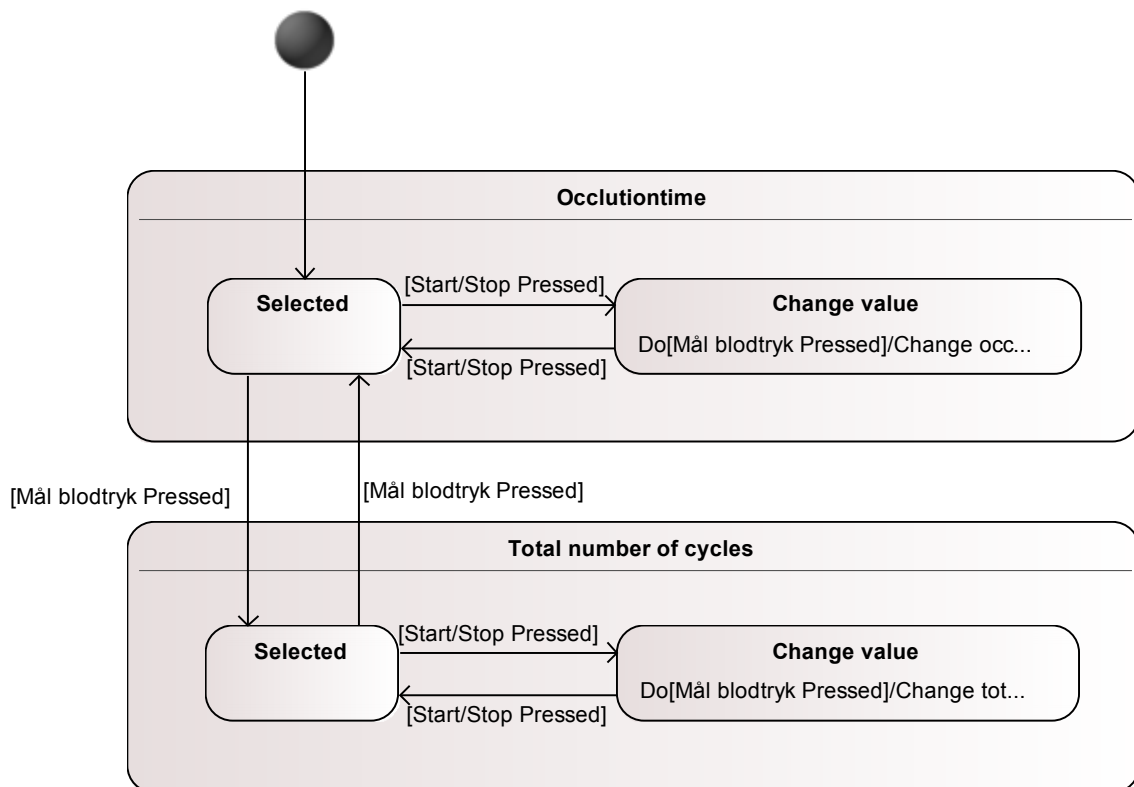 Occlutiontime
Selected
[Start/Stop Pressed]
Change value
Do[Mål blodtryk Pressed]/Change occ...
[Start/Stop Pressed]
[Mål blodtryk Pressed]
[Mål blodtryk Pressed]
Total number of cycles
Selected
[Start/Stop Pressed]
Change value
Do[Mål blodtryk Pressed]/Change tot...
[Start/Stop Pressed]